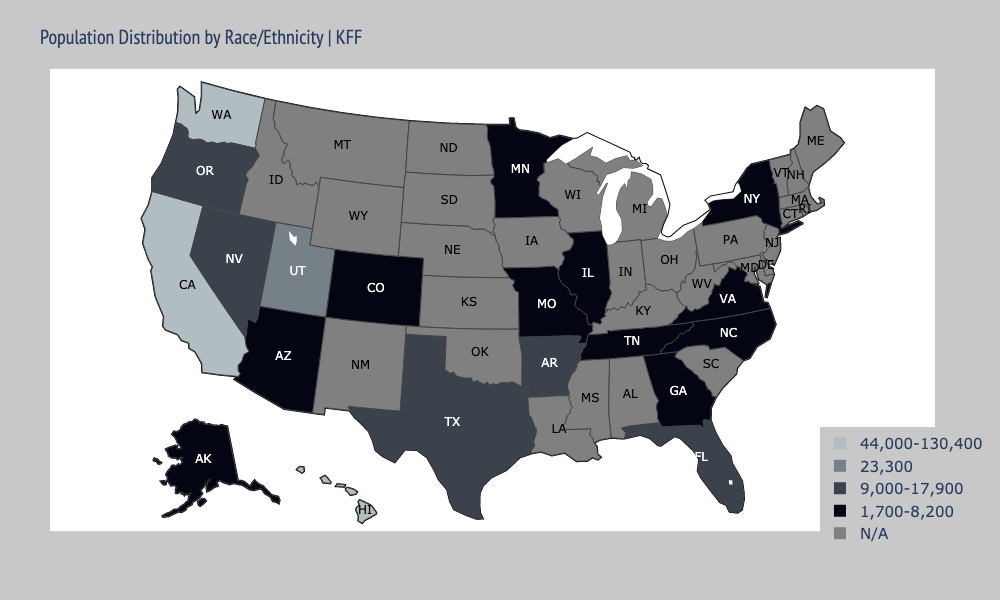 Population Distribution by Race/Ethnicity | KFF
WA
MT
ND
MN
ME
OR
ID
SD
WI
VT
NH
WY
MI
NY
MA
CT
RI
NE
IA
PA
NJ
NV
UT
CO
IL
IN
OH
MD
DE
CA
KS
MO
WV
VA
KY
AZ
NM
OK
AR
TN
NC
SC
TX
MS
AL
GA
LA
AK
FL
HI
44,000-130,400
23,300
9,000-17,900
1,700-8,200
N/A